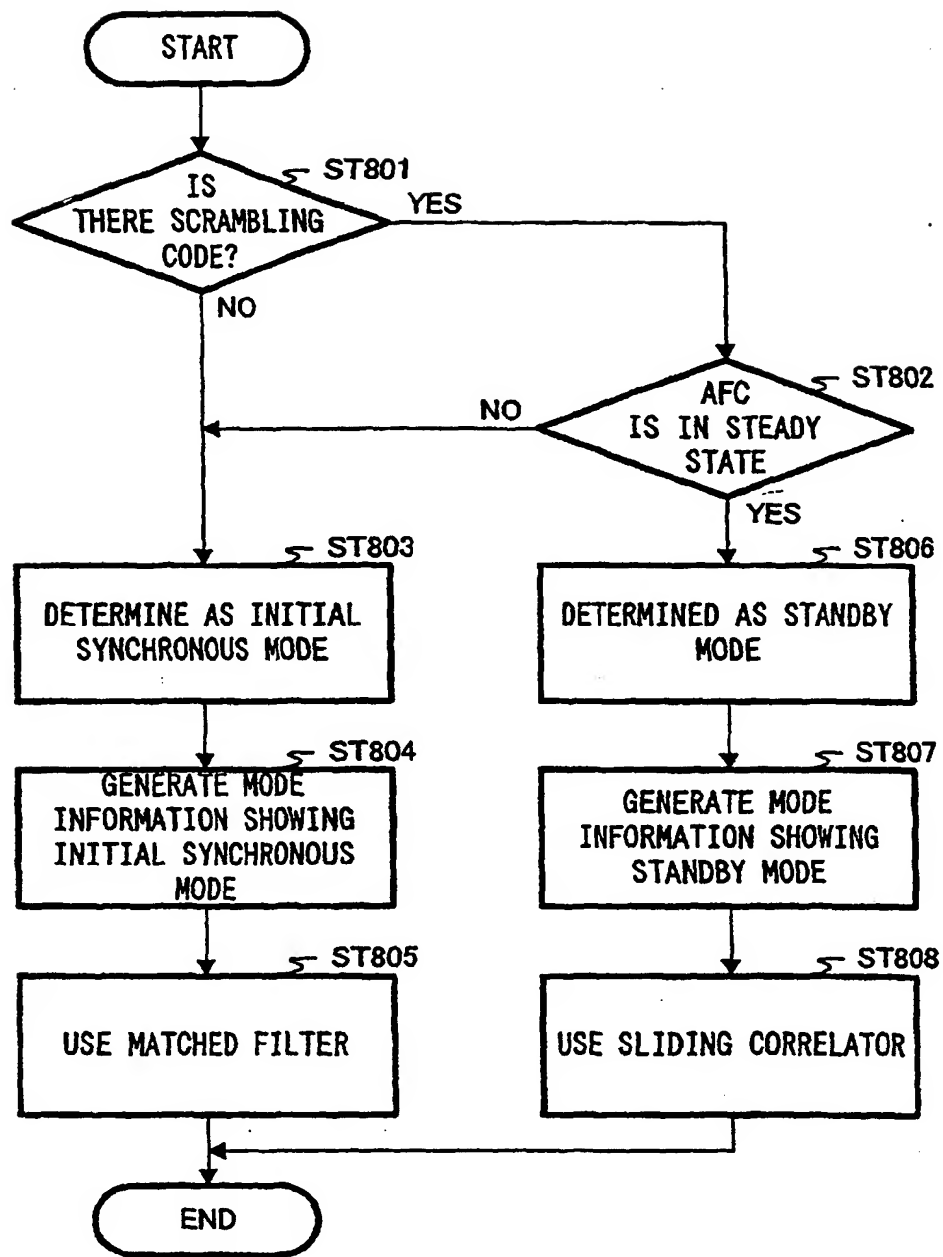 START
ST801
IS
THERE SCRAMBLING
CODE?
YES
NO
ST802
AFC
IS IN STEADY
STATE
NO
YES
ST803
DETERMINE AS INITIAL
SYNCHRONOUS MODE
ST806
DETERMINED AS STANDBY
MODE
ST804
GENERATE MODE
INFORMATION SHOWING
INITIAL SYNCHRONOUS
MODE
ST807
GENERATE MODE
INFORMATION SHOWING
STANDBY MODE
ST805
USE MATCHED FILTER
ST808
USE SLIDING CORRELATOR
END